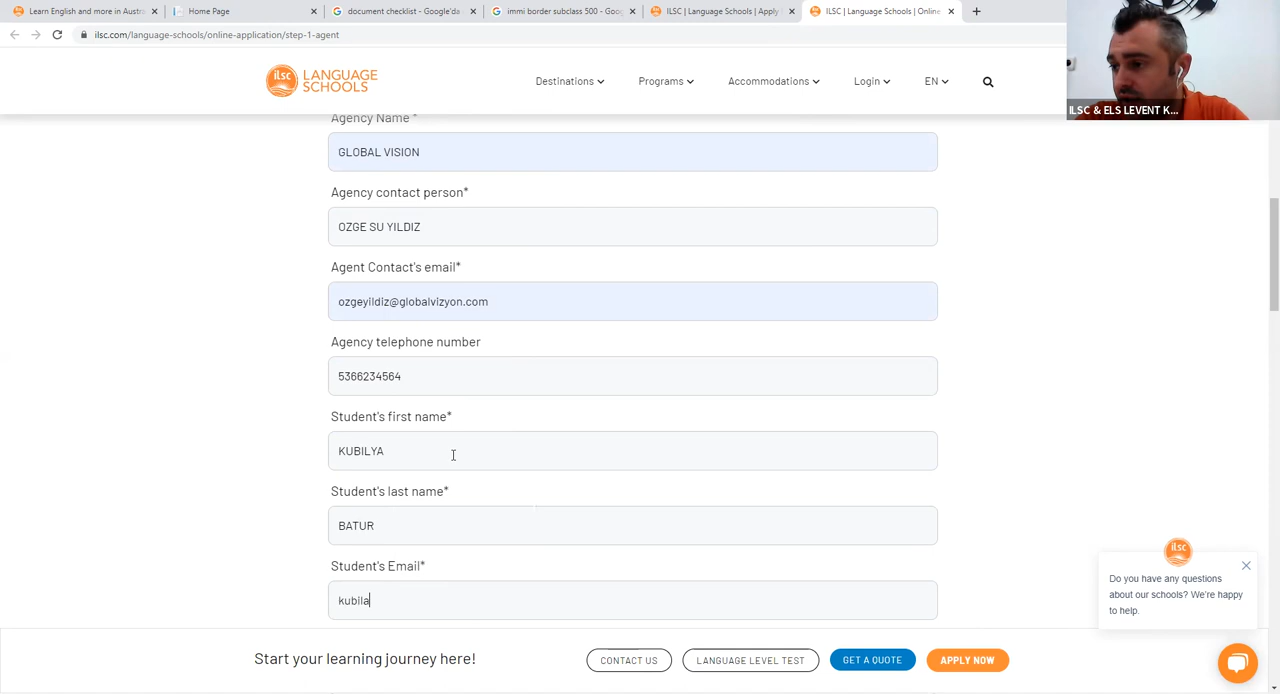 Learn English and more in Austra
Home Page
document checklist - Google'da
immi border subclass 500 - Goog
ILSC | Language Schools | Apply
ILSC | Language Schools | Online
ilsc.com/language-schools/online-application/step-1-agent
ilsc LANGUAGE SCHOOLS
Destinations
Programs
Accommodations
Login
EN
ILSC & ELS LEVENT K...
Agency Name *
GLOBAL VISION
Agency contact person*
OZGE SU YILDIZ
Agent Contact's email*
ozgeyildiz@globalvizyon.com
Agency telephone number
5366234564
Student's first name*
KUBILYA
Student's last name*
BATUR
Student's Email*
kubila
ilsc
Do you have any questions
about our schools? We're happy
to help.
Start your learning journey here!
CONTACT US
LANGUAGE LEVEL TEST
GET A QUOTE
APPLY NOW